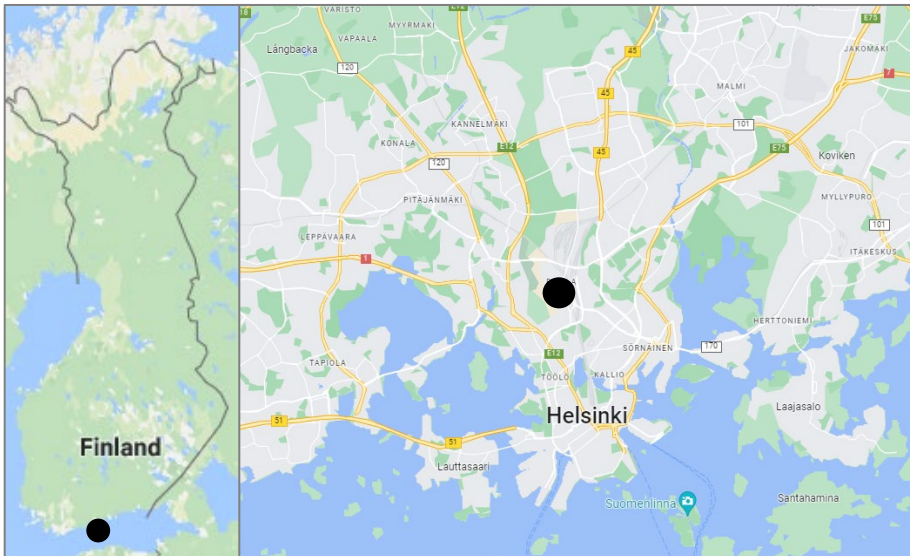 Finland
VARISTO
MYYRMÄKI
E12
E75
VAPAALA
45
JAKOMÄKI
Långbacka
120
7
MALMI
45
KANNELMÄKI
101
KONALA
E12
45
E75
120
Koviken
PITÄJÄNMÄKI
MYLLYPURO
101
LEPPÄVAARA
ITÄKESKUS
1
HERTTONIEMI
170
SÖRNÄINEN
E12
TAPIOLA
TÖÖLÖ
KALLIO
Helsinki
Laajasalo
51
51
Lauttasaari
Suomenlinna
Santahamina